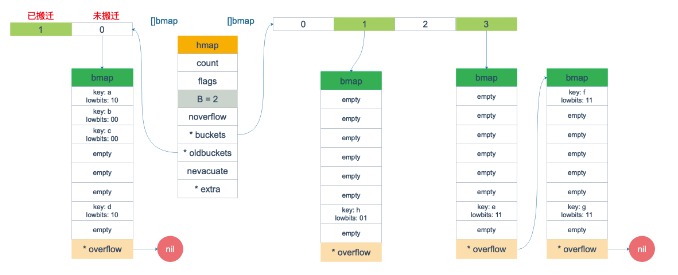 已搬迁 未搬迁
1 0
[]bmap
[]bmap
0 1 2 3
hmap
count
flags
B = 2
noverflow
* buckets
* oldbuckets
nevacuate
* extra
bmap
key: a
lowbits: 10
key: b
lowbits: 00
key: c
lowbits: 00
empty
empty
empty
key: d
lowbits: 10
empty
* overflow
nil
bmap
empty
empty
empty
empty
empty
empty
key: h
lowbits: 01
empty
* overflow
bmap
empty
empty
empty
empty
empty
empty
key: e
lowbits: 11
empty
* overflow
bmap
key: f
lowbits: 11
empty
empty
empty
empty
empty
key: g
lowbits: 11
empty
* overflow
nil